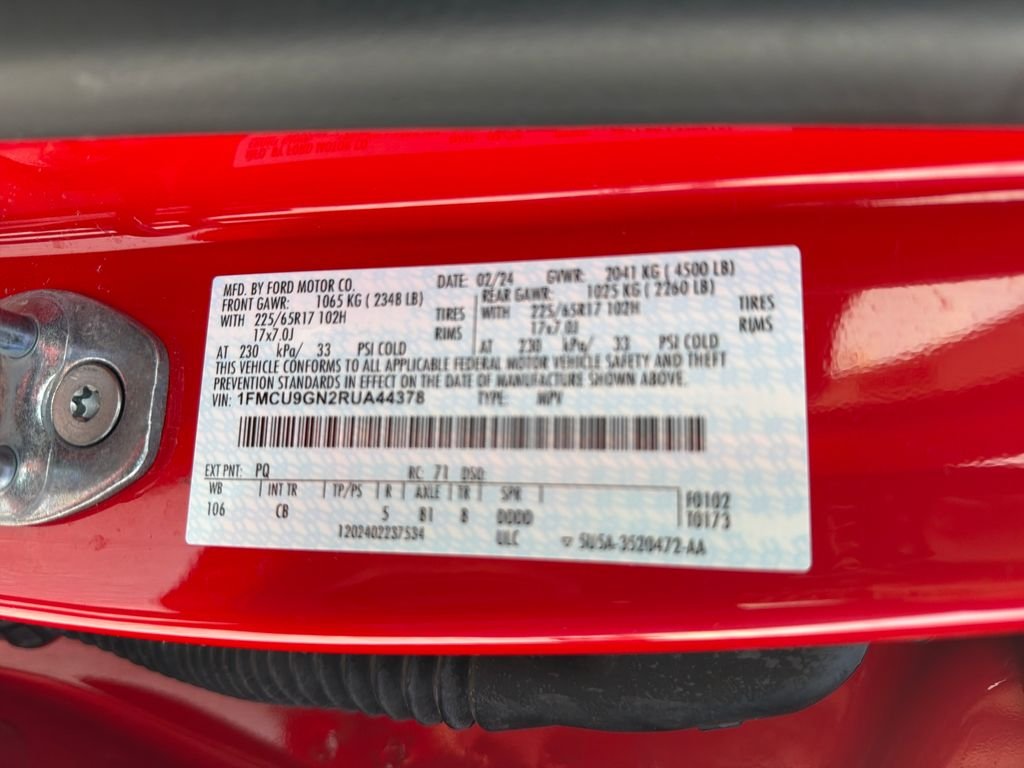 MFD. BY FORD MOTOR CO. DATE: 02/24 GVWR: 2041 KG ( 4500 LB)
FRONT GAWR: 1065 KG ( 2348 LB) REAR GAWR: 1025 KG ( 2260 LB)
WITH 225/65R17 102H TIRES WITH 225/65R17 102H TIRES
17x7.0J RIMS 17x7.0J RIMS
AT 230 kPa/ 33 PSI COLD AT 230 kPa/ 33 PSI COLD
THIS VEHICLE CONFORMS TO ALL APPLICABLE FEDERAL MOTOR VEHICLE SAFETY AND THEFT
PREVENTION STANDARDS IN EFFECT ON THE DATE OF MANUFACTURE SHOWN ABOVE.
VIN: 1FMCU9GN2RUA44378 TYPE: MPV
EXT PNT: PQ RC: 71 DSO:
WB INT TR TP/PS R AXLE TR SPR F0102
106 CB 5 81 8 DDDD T0173
1202402237534 ULC 5U5A-3520472-AA